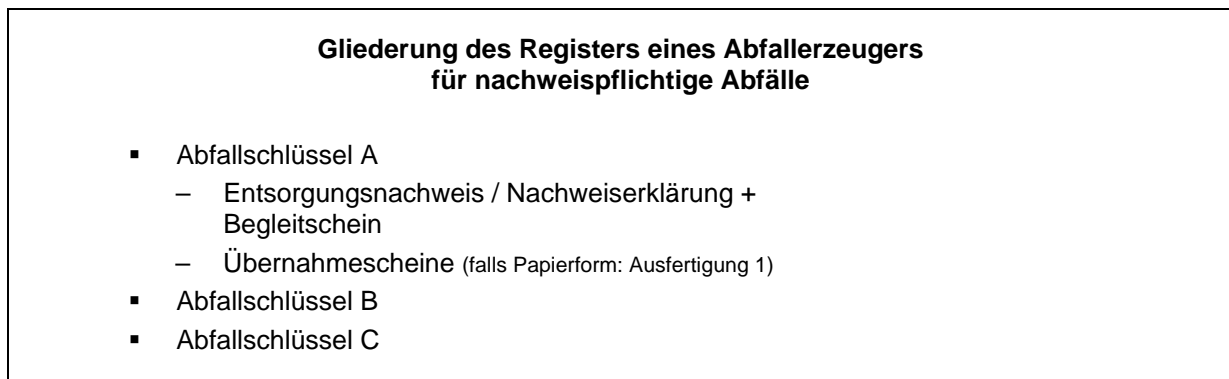 Gliederung des Registers eines Abfallerzeugers
für nachweispflichtige Abfälle
▪ Abfallschlüssel A
– Entsorgungsnachweis / Nachweiserklärung +
Begleitschein
– Übernahmescheine (falls Papierform: Ausfertigung 1)
▪ Abfallschlüssel B
▪ Abfallschlüssel C